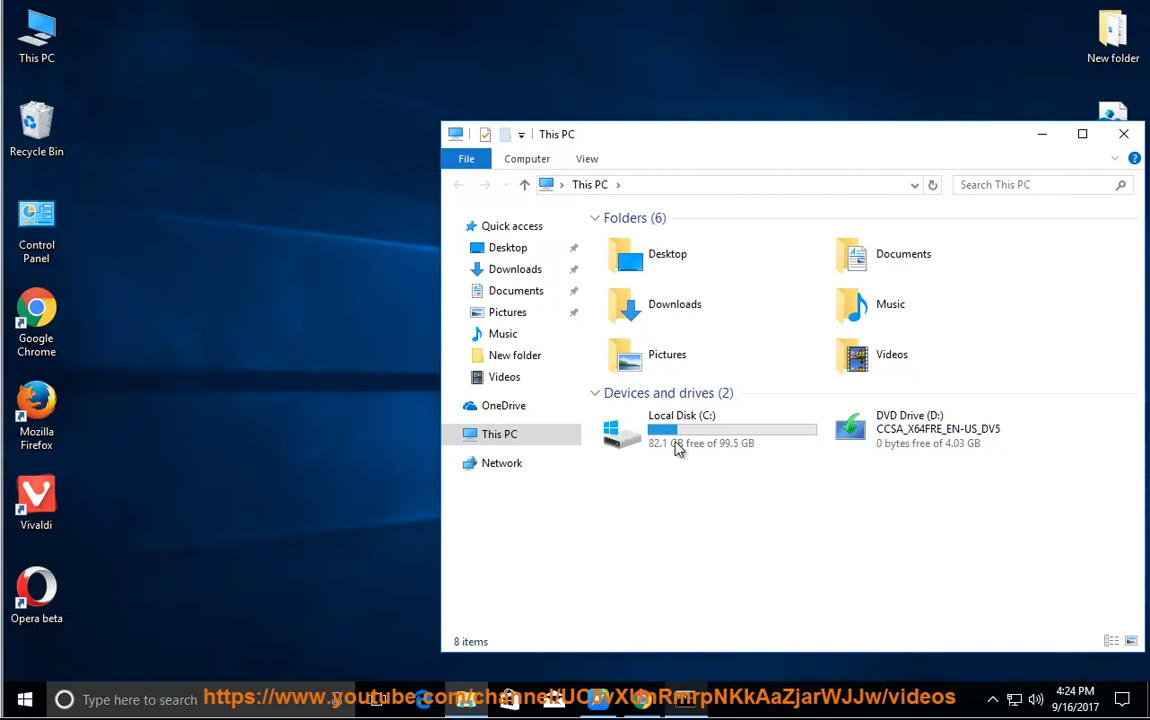 This PC
Recycle Bin
Control
Panel
Google
Chrome
Mozilla
Firefox
Vivaldi
Opera beta
New folder
This PC
File
Computer
View
This PC
Search This PC
Quick access
Desktop
Downloads
Documents
Pictures
Music
New folder
Videos
OneDrive
This PC
Network
Folders (6)
Desktop
Documents
Downloads
Music
Pictures
Videos
Devices and drives (2)
Local Disk (C:)
82.1 GB free of 99.5 GB
DVD Drive (D:)
CCSA_X64FRE_EN-US_DV5
0 bytes free of 4.03 GB
8 items
Type here to search
4:24 PM
9/16/2017